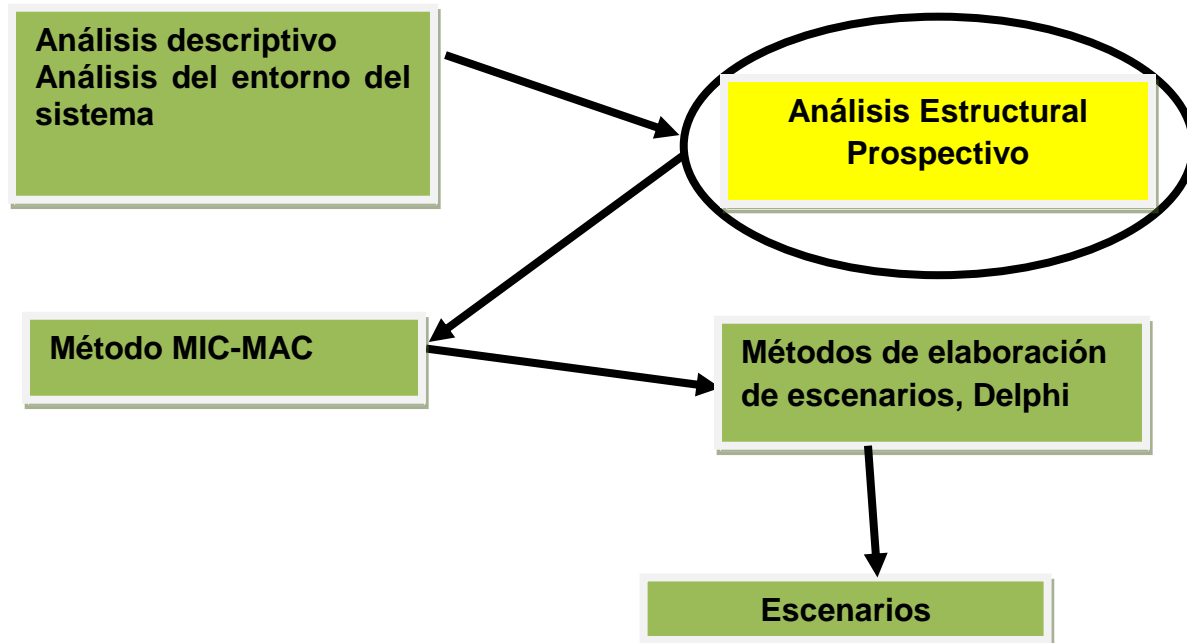 Análisis descriptivo
Análisis del entorno del
sistema
Análisis Estructural
Prospectivo
Método MIC-MAC
Métodos de elaboración
de escenarios, Delphi
Escenarios